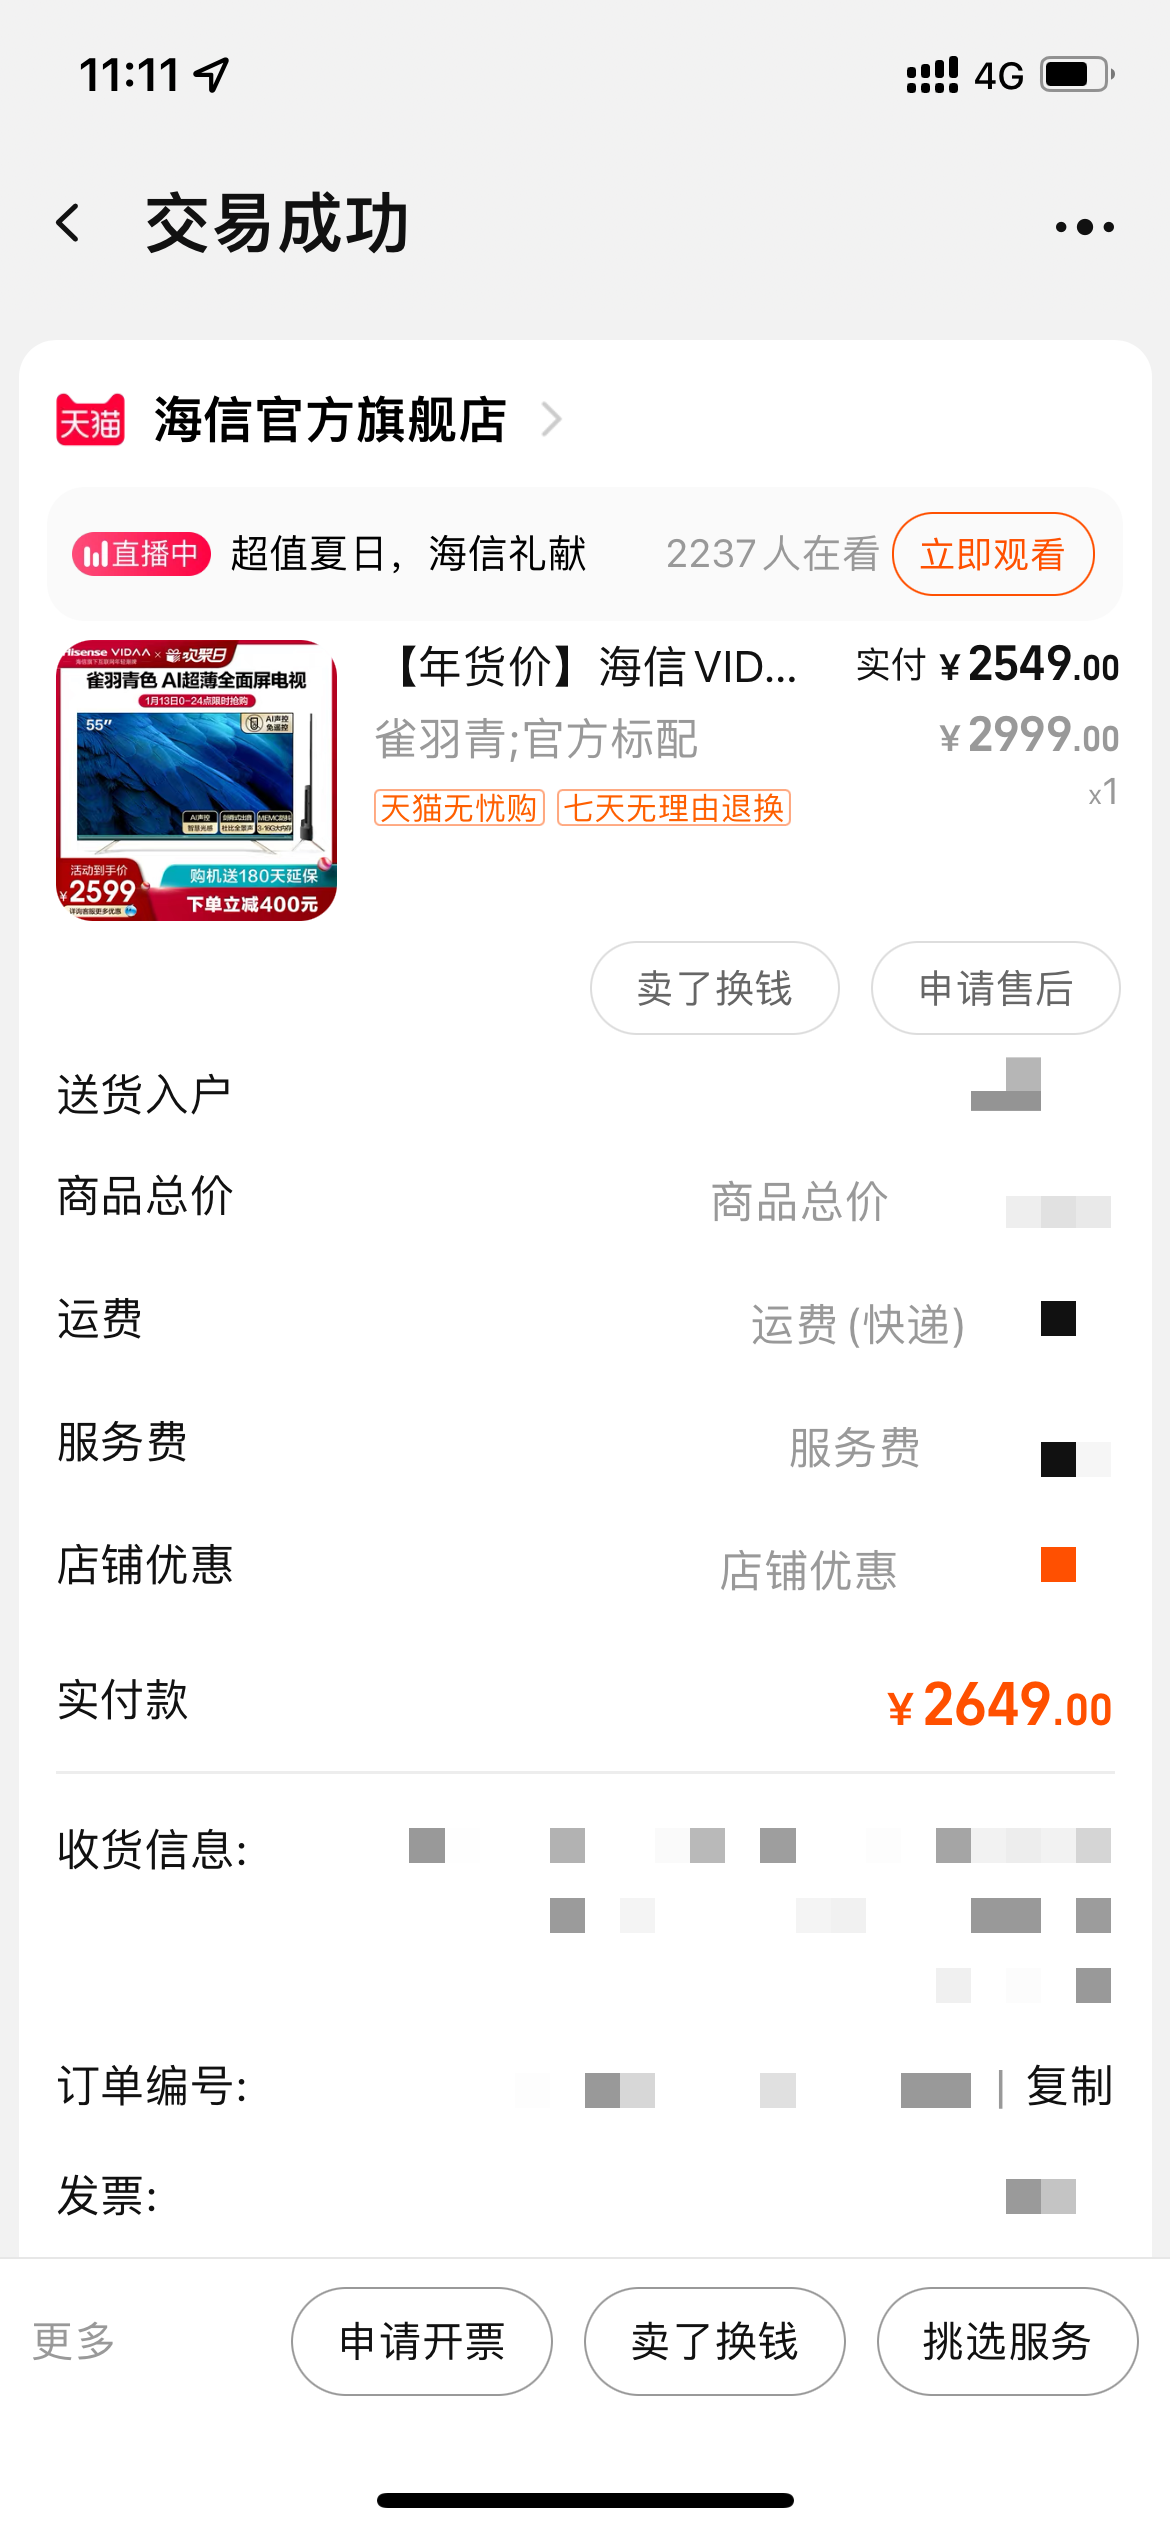 11:11
4G
交易成功
天猫 海信官方旗舰店
直播中 超值夏日，海信礼献 2237人在看 立即观看
Hisense VIDAA × 欢聚日
雀羽青色 AI超薄全面屏电视
1月13日0-24点限时抢购
55"
AI声控
免遥控
活动到手价
¥2599
购机送180天延保
下单立减400元
【年货价】海信VID... 实付 ¥2549.00
雀羽青;官方标配 ¥2999.00
x1
天猫无忧购 七天无理由退换
卖了换钱 申请售后
送货入户
商品总价 商品总价
运费 运费(快递)
服务费 服务费
店铺优惠 店铺优惠
实付款 ¥2649.00
收货信息:
订单编号: | 复制
发票:
更多 申请开票 卖了换钱 挑选服务